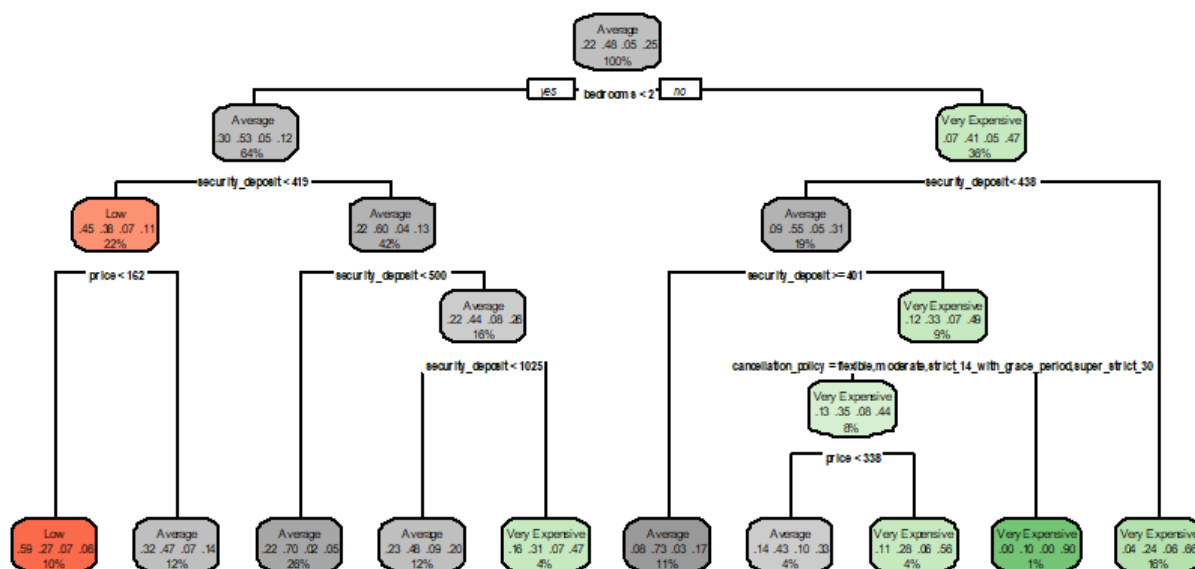 Average
.22 .48 .05 .25
100%
yes bedrooms < 2 no
Average
.30 .53 .05 .12
64%
Very Expensive
.07 .41 .05 .47
36%
security_deposit < 419
security_deposit < 438
Low
.45 .36 .07 .11
22%
Average
.22 .60 .04 .13
42%
Average
.09 .55 .05 .31
19%
price < 162
security_deposit < 500
security_deposit >= 401
Average
.22 .44 .08 .26
16%
Very Expensive
.12 .33 .07 .49
9%
security_deposit < 1025
cancellation_policy = flexible,moderate,strict_14_with_grace_period,super_strict_30
Very Expensive
.13 .35 .08 .44
8%
price < 338
Low
.59 .27 .07 .06
10%
Average
.32 .47 .07 .14
12%
Average
.22 .70 .02 .05
26%
Average
.23 .48 .09 .20
12%
Very Expensive
.16 .31 .07 .47
4%
Average
.08 .73 .03 .17
11%
Average
.14 .43 .10 .33
4%
Very Expensive
.11 .28 .06 .56
4%
Very Expensive
.00 .10 .00 .90
1%
Very Expensive
.04 .24 .06 .66
16%